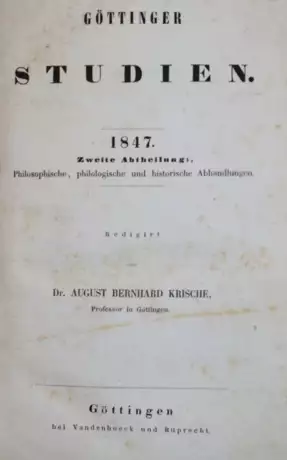 GÖTTINGER
STUDIEN.
1847.
Zweite Abtheilung:
Philosophische, philologische und historische Abhandlungen.
Redigirt
von
Dr. AUGUST BERNHARD KRISCHE,
Professor in Göttingen.
Göttingen
bei Vandenhoeck und Ruprecht.